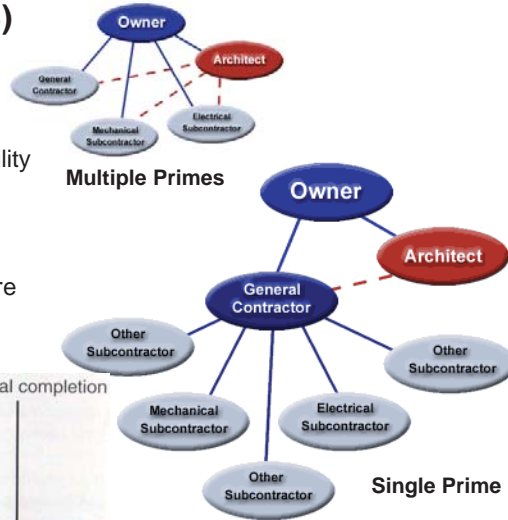 )
Owner
Architect
General
Contractor
Electrical
Subcontractor
Mechanical
Subcontractor
lity
Multiple Primes
Owner
Architect
re
General
Contractor
Other
Subcontractor
Other
Subcontractor
al completion
Mechanical
Subcontractor
Electrical
Subcontractor
Other
Subcontractor
Single Prime